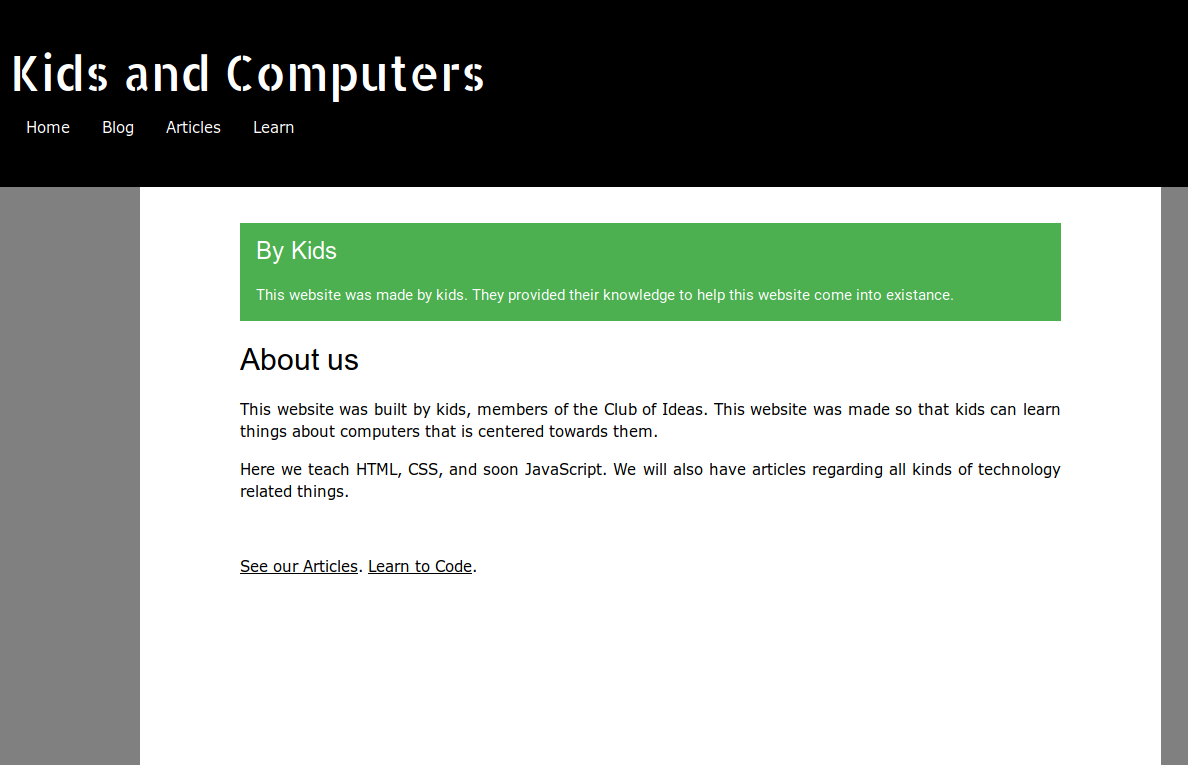 Kids and Computers
Home Blog Articles Learn
By Kids
This website was made by kids. They provided their knowledge to help this website come into existance.
About us
This website was built by kids, members of the Club of Ideas. This website was made so that kids can learn
things about computers that is centered towards them.
Here we teach HTML, CSS, and soon JavaScript. We will also have articles regarding all kinds of technology
related things.
See our Articles. Learn to Code.